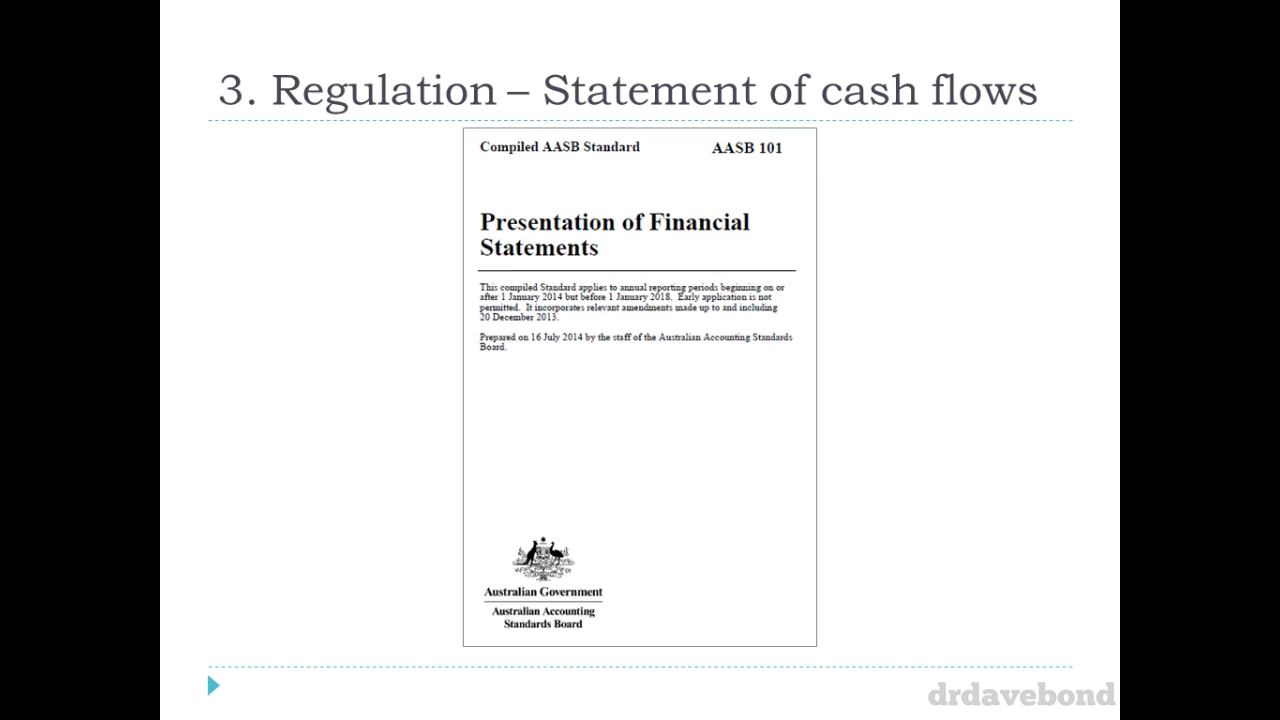 3. Regulation – Statement of cash flows
Compiled AASB Standard AASB 101
Presentation of Financial
Statements
This compiled Standard applies to annual reporting periods beginning on or
after 1 January 2014 but before 1 January 2018. Early application is not
permitted. It incorporates relevant amendments made up to and including
20 December 2013.
Prepared on 16 July 2014 by the staff of the Australian Accounting Standards
Board.
Australian Government
Australian Accounting
Standards Board
drdavebond